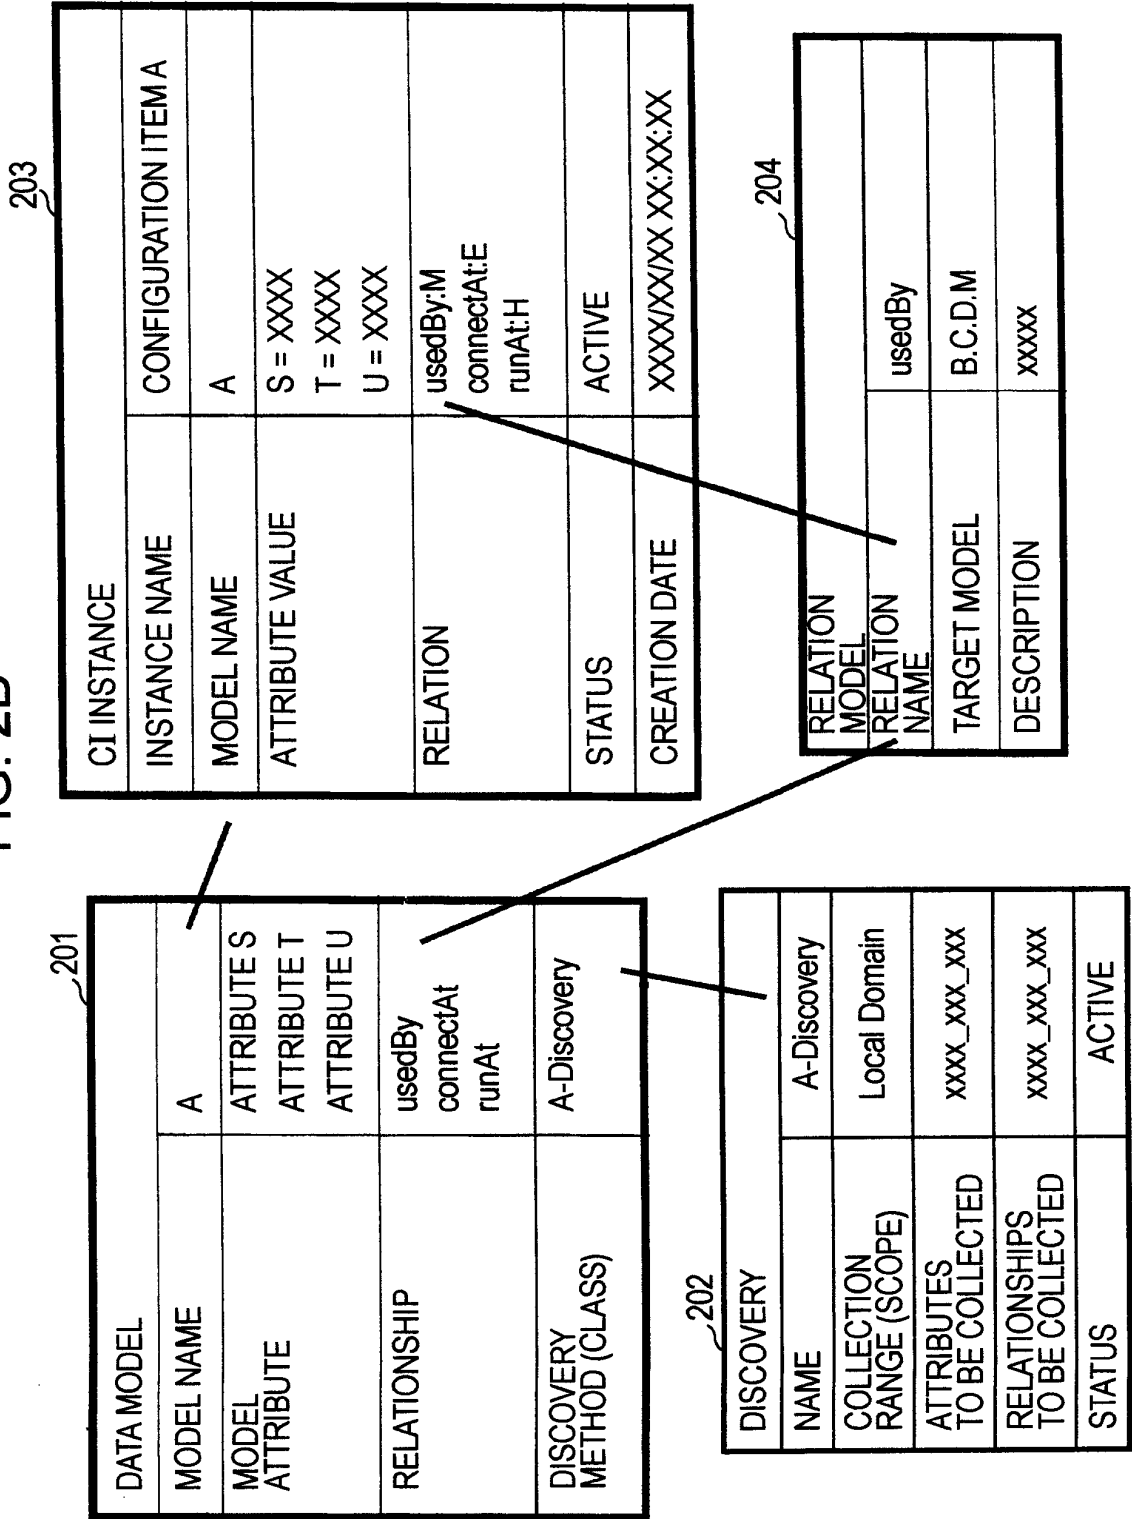 FIG. 2B
201
DATA MODEL
MODEL NAME A
MODEL ATTRIBUTE S
ATTRIBUTE ATTRIBUTE T
ATTRIBUTE U
RELATIONSHIP usedBy
connectAt
runAt
DISCOVERY A-Discovery
METHOD (CLASS)
203
CI INSTANCE
INSTANCE NAME CONFIGURATION ITEM A
MODEL NAME A
ATTRIBUTE VALUE S = XXXX
T = XXXX
U = XXXX
RELATION usedBy:M
connectAt:E
runAt:H
STATUS ACTIVE
CREATION DATE XXXX/XX/XX XX:XX:XX
202
DISCOVERY
NAME A-Discovery
COLLECTION Local Domain
RANGE (SCOPE)
ATTRIBUTES xxxx_xxx_xxx
TO BE COLLECTED
RELATIONSHIPS xxxx_xxx_xxx
TO BE COLLECTED
STATUS ACTIVE
204
RELATION
MODEL
RELATION usedBy
NAME
TARGET MODEL B.C.D.M
DESCRIPTION xxxxx